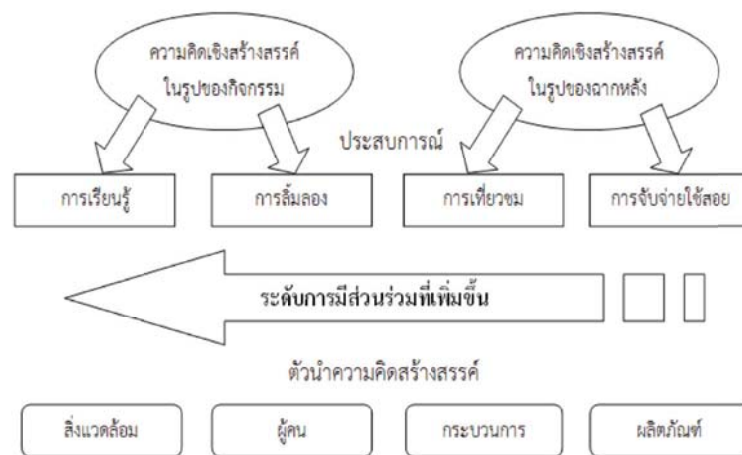 ความคิดเชิงสร้างสรรค์
ในรูปของกิจกรรม
ความคิดเชิงสร้างสรรค์
ในรูปของฉากหลัง
ประสบการณ์
การเรียนรู้
การลิ้มลอง
การเที่ยวชม
การจับจ่ายใช้สอย
ระดับการมีส่วนร่วมที่เพิ่มขึ้น
ตัวนำความคิดสร้างสรรค์
สิ่งแวดล้อม
ผู้คน
กระบวนการ
ผลิตภัณฑ์